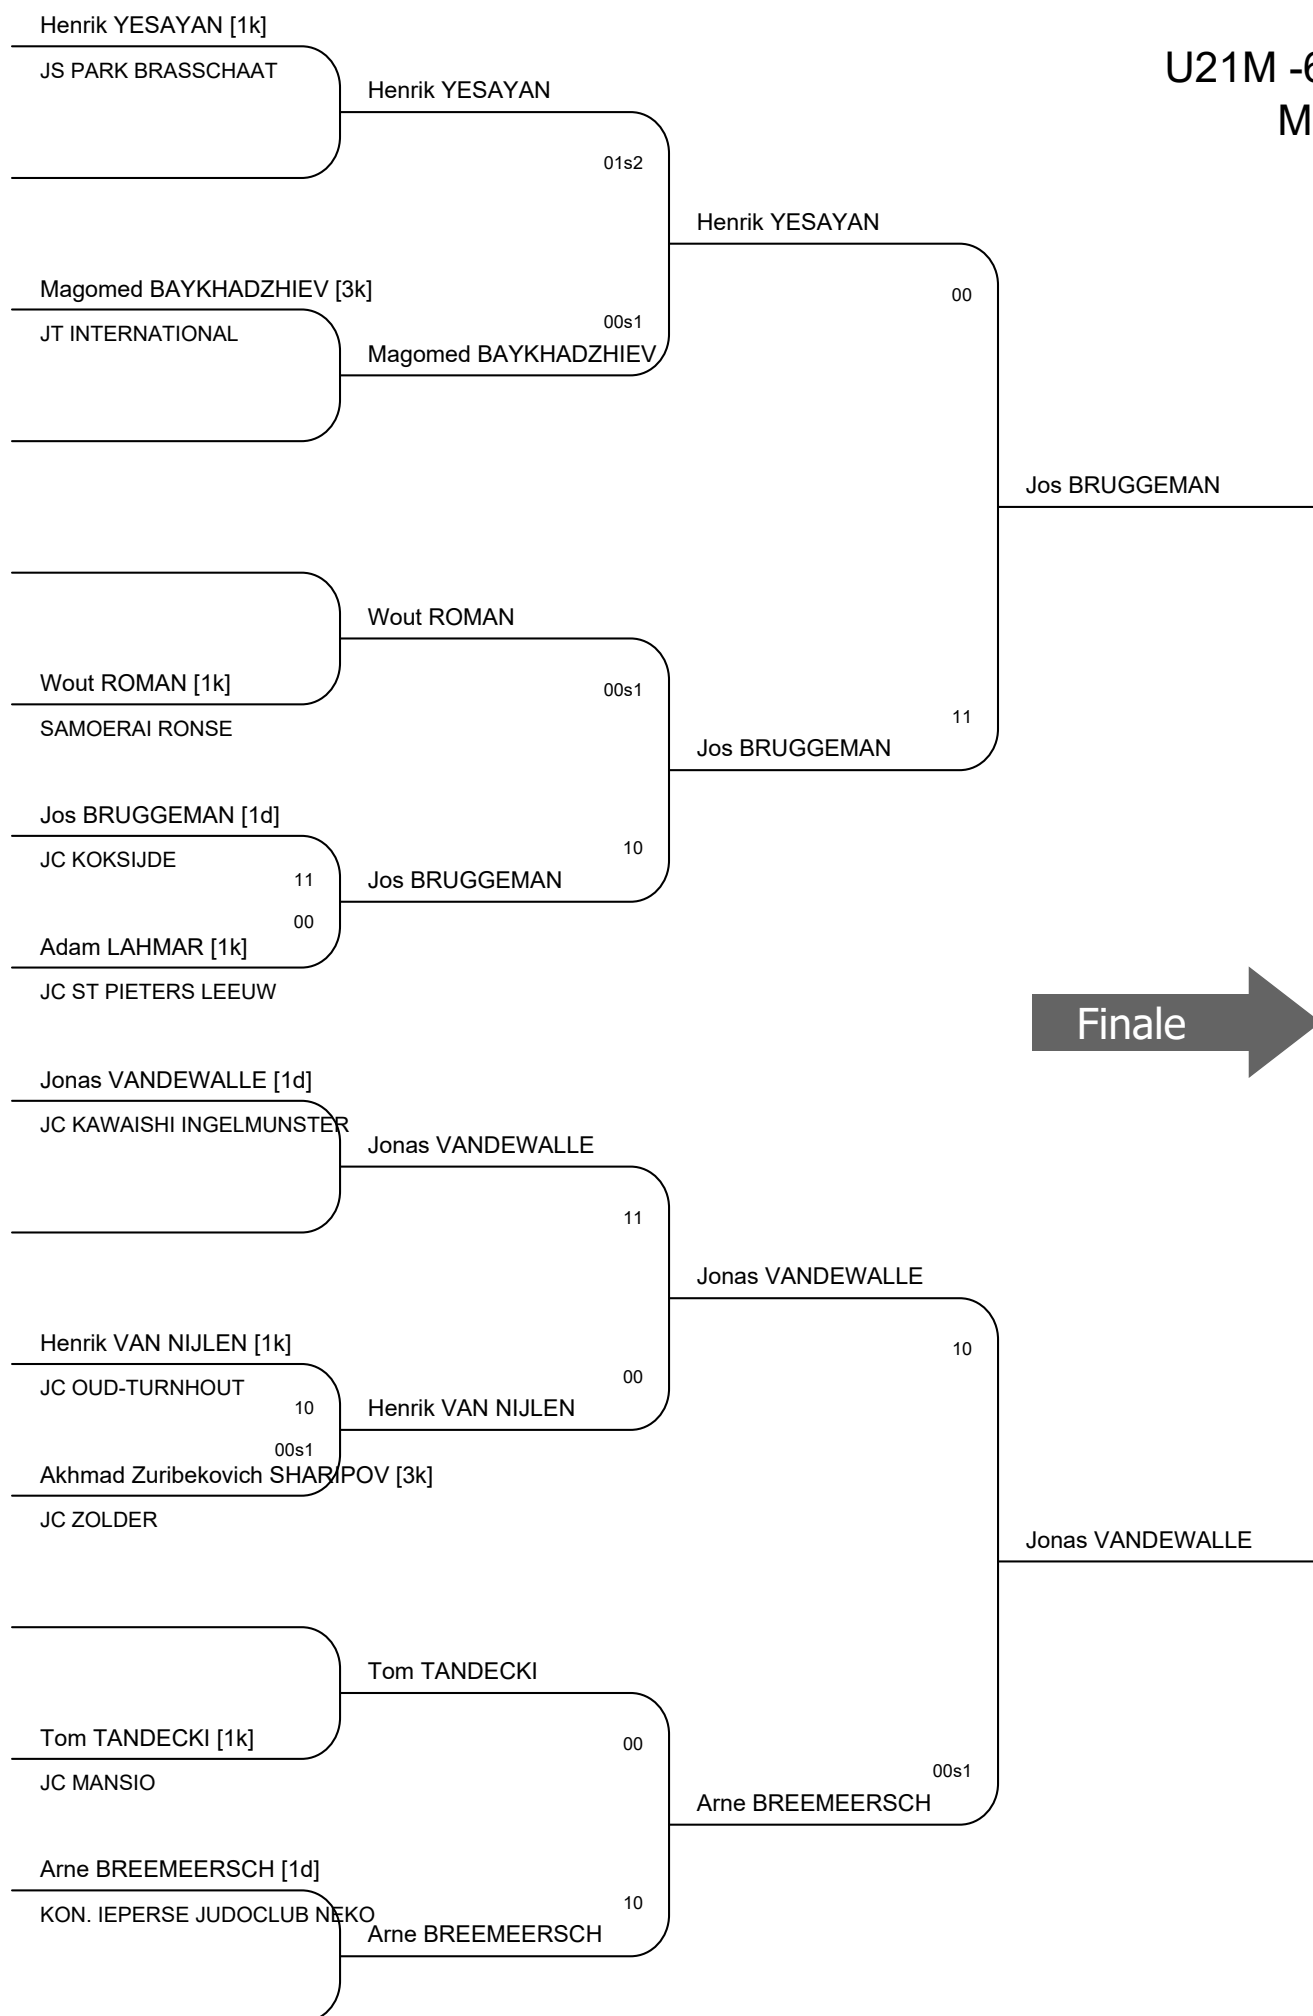 Henrik YESAYAN [1k]
JS PARK BRASSCHAAT
U21M -6
M
Henrik YESAYAN
01s2
Henrik YESAYAN
Magomed BAYKHADZHIEV [3k]
00
JT INTERNATIONAL
00s1
Magomed BAYKHADZHIEV
Jos BRUGGEMAN
Wout ROMAN
Wout ROMAN [1k]
00s1
SAMOERAI RONSE
11
Jos BRUGGEMAN
Jos BRUGGEMAN [1d]
10
JC KOKSIJDE
11
Jos BRUGGEMAN
00
Adam LAHMAR [1k]
JC ST PIETERS LEEUW
Finale
Jonas VANDEWALLE [1d]
JC KAWAISHI INGELMUNSTER
Jonas VANDEWALLE
11
Jonas VANDEWALLE
Henrik VAN NIJLEN [1k]
10
00
JC OUD-TURNHOUT
10
Henrik VAN NIJLEN
00s1
Akhmad Zuribekovich SHARIPOV [3k]
JC ZOLDER
Jonas VANDEWALLE
Tom TANDECKI
Tom TANDECKI [1k]
00
JC MANSIO
00s1
Arne BREEMEERSCH
Arne BREEMEERSCH [1d]
10
KON. IEPERSE JUDOCLUB NEKO
Arne BREEMEERSCH